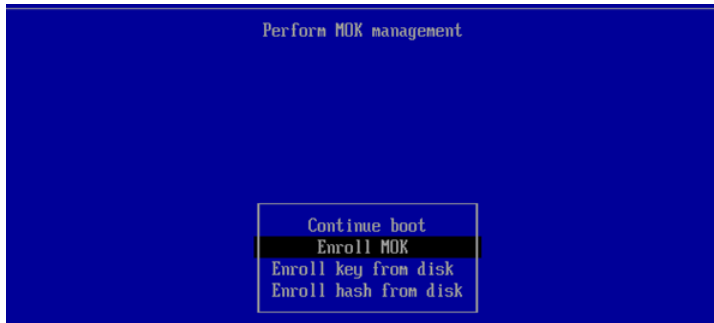 Perform MOK management
Continue boot
Enroll MOK
Enroll key from disk
Enroll hash from disk